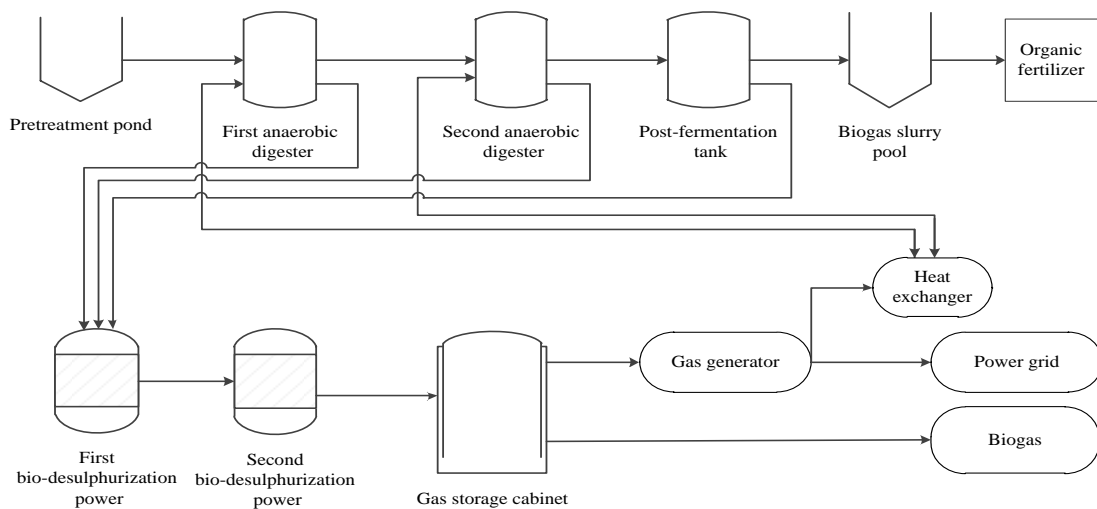 Organic
fertilizer
Pretreatment pond
First anaerobic
digester
Second anaerobic
digester
Post-fermentation
tank
Biogas slurry
pool
Heat
exchanger
Gas generator
Power grid
Biogas
First
bio-desulphurization
power
Second
bio-desulphurization
power
Gas storage cabinet